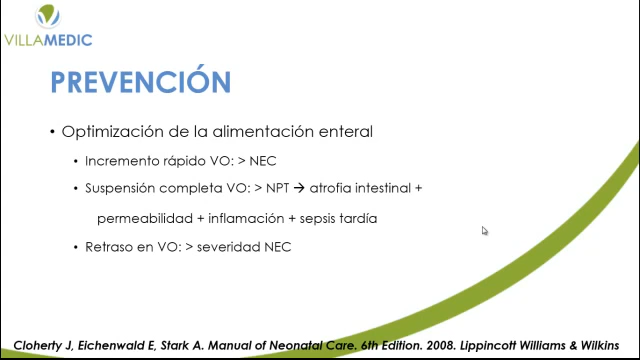 VILLAMEDIC
PREVENCIÓN
• Optimización de la alimentación enteral
• Incremento rápido VO: > NEC
• Suspensión completa VO: > NPT → atrofia intestinal +
permeabilidad + inflamación + sepsis tardía
• Retraso en VO: > severidad NEC
Cloherty J, Eichenwald E, Stark A. Manual of Neonatal Care. 6th Edition. 2008. Lippincott Williams & Wilkins